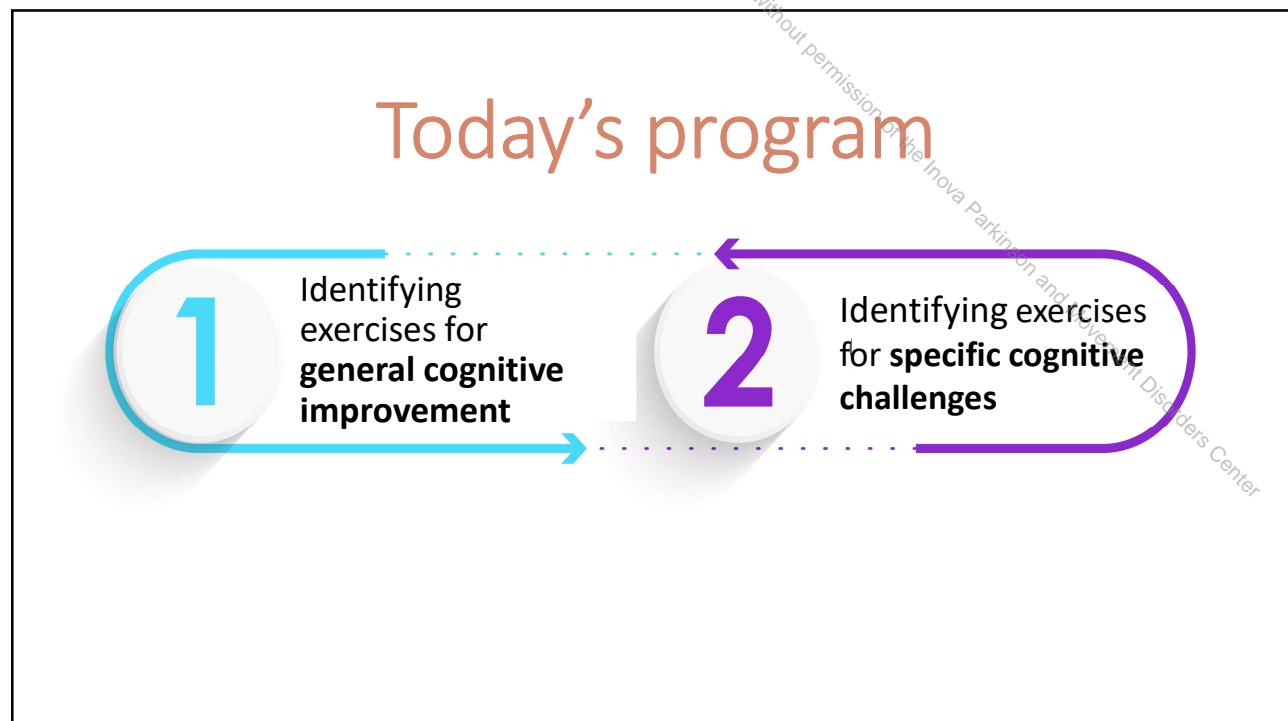 Today's program
1
Identifying
exercises for
general cognitive
improvement
2
Identifying exercises
for specific cognitive
challenges
without permission of the Inova Parkinson and Movement Disorders Center